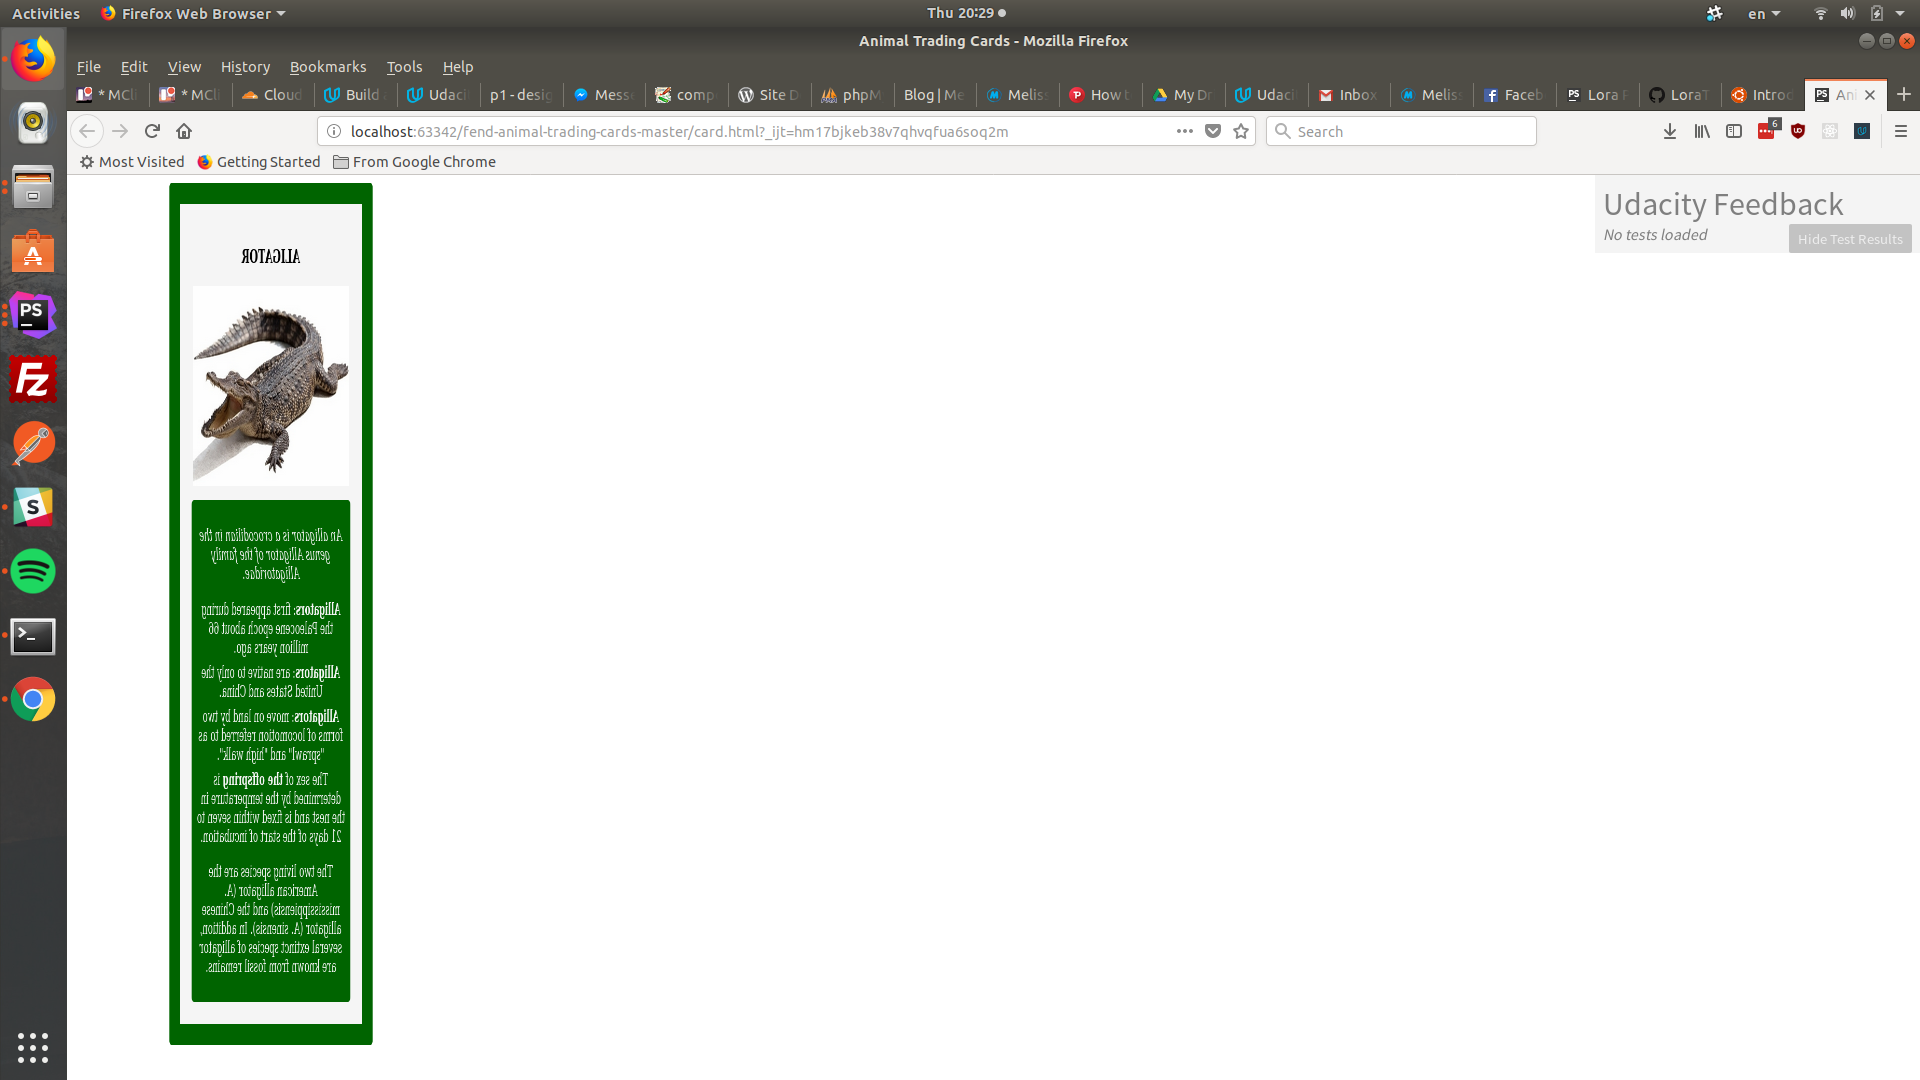 Activities
Firefox Web Browser
Thu 20:29
en
Animal Trading Cards - Mozilla Firefox
File Edit View History Bookmarks Tools Help
* MCli
* MCli
Cloud
Build
Udaci
p1 - desig
Messe
comp
Site D
phpM
Blog | Me
Meliss
How t
My Dr
Udaci
Inbox
Meliss
Faceb
Lora P
LoraT
Introd
Ani
localhost:63342/fend-animal-trading-cards-master/card.html?_ijt=hm17bjkeb38v7qhvqfua6soq2m
Search
6
Most Visited
Getting Started
From Google Chrome
Udacity Feedback
No tests loaded
Hide Test Results
ALLIGATOR
An alligator is a crocodilian in the
genus Alligator of the family
Alligatoridae.
Alligators: first appeared during
the Paleocene epoch about 66
million years ago.
Alligators: are native to only the
United States and China.
Alligators: move on land by two
forms of locomotion referred to as
"sprawl" and "high walk".
The sex of the offspring is
determined by the temperature in
the nest and is fixed within seven to
21 days of the start of incubation.
The two living species are the
American alligator (A.
mississippiensis) and the Chinese
alligator (A. sinensis). In addition,
several extinct species of alligator
are known from fossil remains.